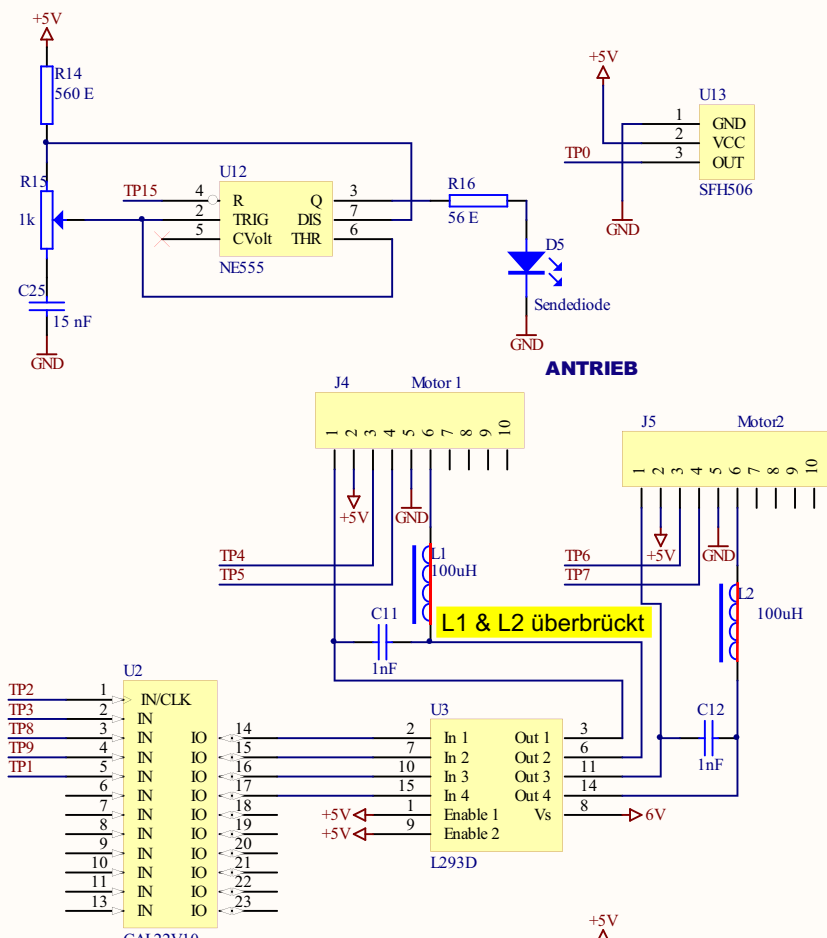 +5V
R14
560 E
R15
1k
C25
15 nF
GND
TP15
U12
4 R Q 3
2 TRIG DIS 7
5 CVolt THR 6
NE555
R16
56 E
D5
Sendediode
GND
+5V
U13
1 GND
2 VCC
TP0 3 OUT
SFH506
GND
ANTRIEB
J4 Motor 1
1 2 3 4 5 6 7 8 9 10
+5V
GND
TP4
TP5
L1
100uH
C11
1nF
L1 & L2 überbrückt
J5 Motor2
1 2 3 4 5 6 7 8 9 10
+5V
GND
TP6
TP7
L2
100uH
C12
1nF
U2
TP2 1 IN/CLK
TP3 2 IN
TP8 3 IN IO 14
TP9 4 IN IO 15
TP1 5 IN IO 16
6 IN IO 17
7 IN IO 18
8 IN IO 19
9 IN IO 20
10 IN IO 21
11 IN IO 22
13 IN IO 23
GAL22V10
U3
2 In 1 Out 1 3
7 In 2 Out 2 6
10 In 3 Out 3 11
15 In 4 Out 4 14
+5V 1 Enable 1 Vs 8 6V
+5V 9 Enable 2
L293D
+5V